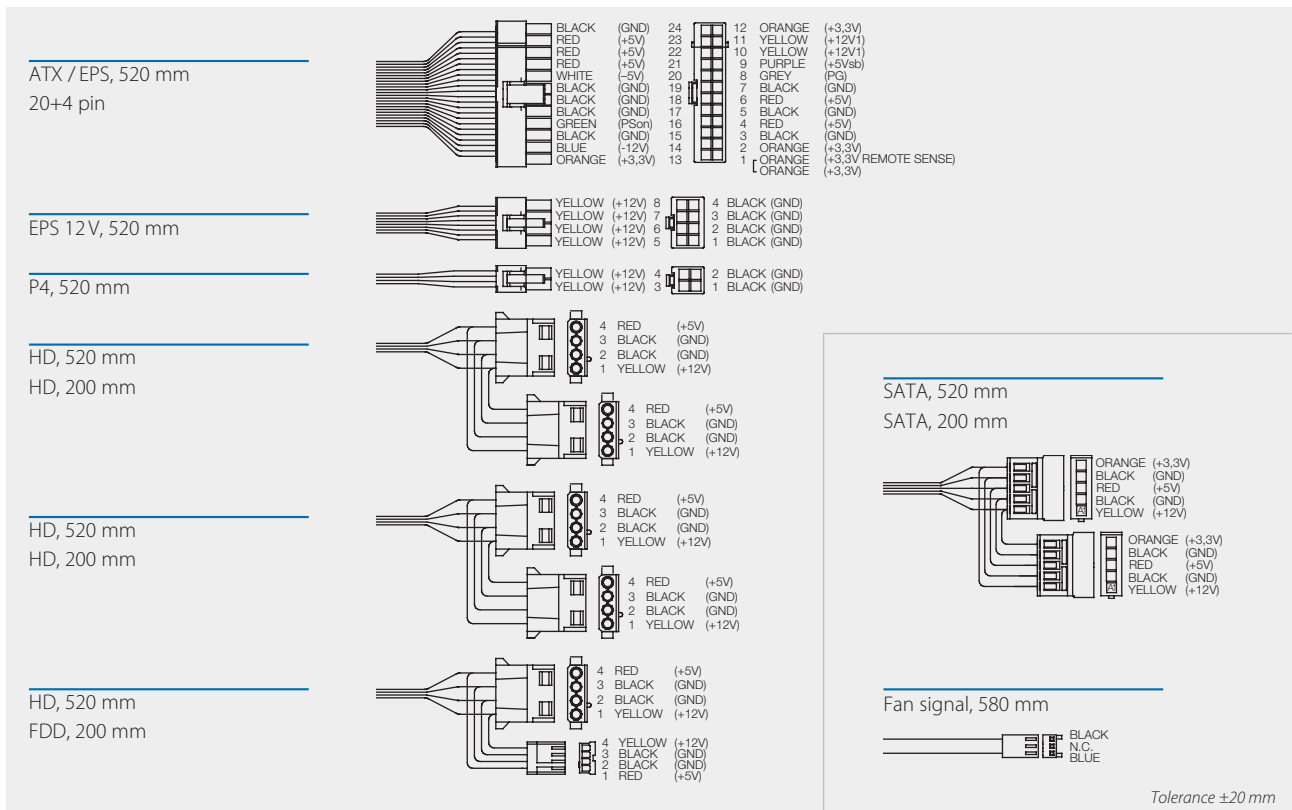 ATX / EPS, 520 mm
20+4 pin
BLACK (GND) 24 12 ORANGE (+3,3V)
RED (+5V) 23 11 YELLOW (+12V1)
RED (+5V) 22 10 YELLOW (+12V1)
RED (+5V) 21 9 PURPLE (+5Vsb)
WHITE (–5V) 20 8 GREY (PG)
BLACK (GND) 19 7 BLACK (GND)
BLACK (GND) 18 6 RED (+5V)
BLACK (GND) 17 5 BLACK (GND)
GREEN (PSon) 16 4 RED (+5V)
BLACK (GND) 15 3 BLACK (GND)
BLUE (-12V) 14 2 ORANGE (+3,3V)
ORANGE (+3,3V) 13 1 ORANGE (+3,3V REMOTE SENSE)
ORANGE (+3,3V)
EPS 12 V, 520 mm
YELLOW (+12V) 8 4 BLACK (GND)
YELLOW (+12V) 7 3 BLACK (GND)
YELLOW (+12V) 6 2 BLACK (GND)
YELLOW (+12V) 5 1 BLACK (GND)
P4, 520 mm
YELLOW (+12V) 4 2 BLACK (GND)
YELLOW (+12V) 3 1 BLACK (GND)
HD, 520 mm
HD, 200 mm
4 RED (+5V)
3 BLACK (GND)
2 BLACK (GND)
1 YELLOW (+12V)
4 RED (+5V)
3 BLACK (GND)
2 BLACK (GND)
1 YELLOW (+12V)
HD, 520 mm
HD, 200 mm
4 RED (+5V)
3 BLACK (GND)
2 BLACK (GND)
1 YELLOW (+12V)
4 RED (+5V)
3 BLACK (GND)
2 BLACK (GND)
1 YELLOW (+12V)
HD, 520 mm
FDD, 200 mm
4 RED (+5V)
3 BLACK (GND)
2 BLACK (GND)
1 YELLOW (+12V)
4 YELLOW (+12V)
3 BLACK (GND)
2 BLACK (GND)
1 RED (+5V)
SATA, 520 mm
SATA, 200 mm
ORANGE (+3,3V)
BLACK (GND)
RED (+5V)
BLACK (GND)
A1 YELLOW (+12V)
ORANGE (+3,3V)
BLACK (GND)
RED (+5V)
BLACK (GND)
A1 YELLOW (+12V)
Fan signal, 580 mm
BLACK
N.C.
BLUE
Tolerance ±20 mm